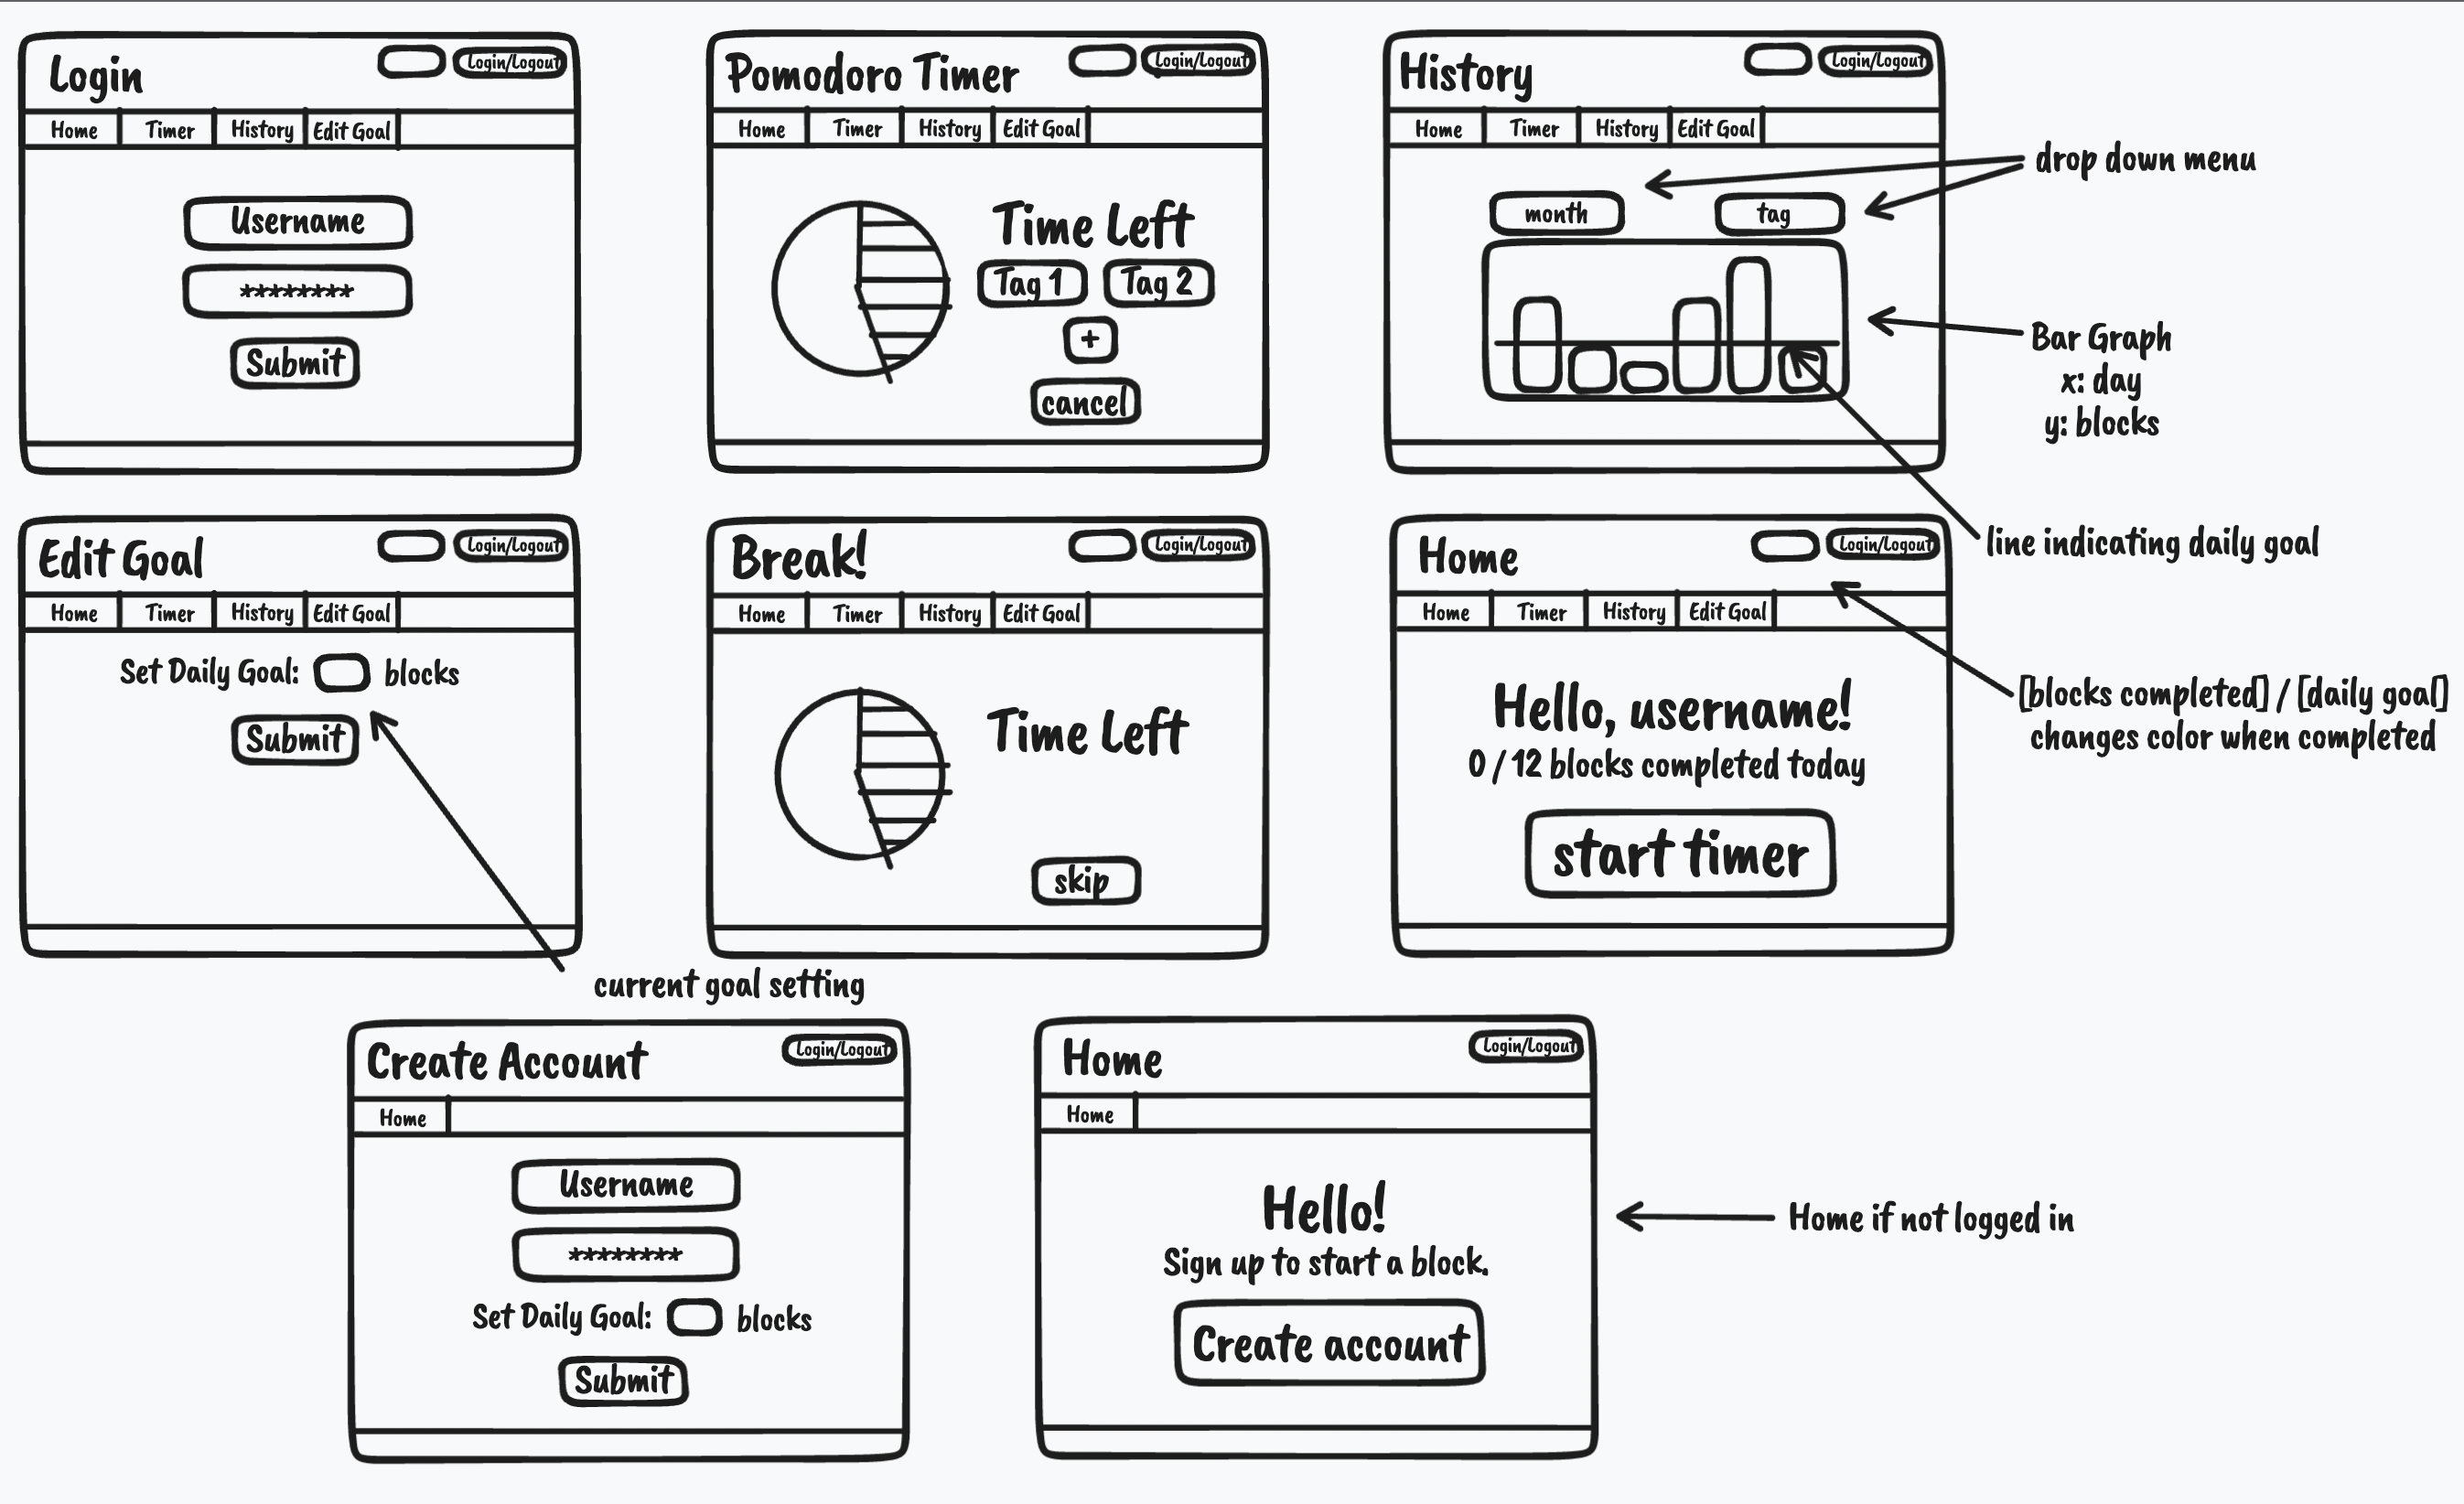 Login
Login/Logout
Home Timer History Edit Goal
Username
********
Submit
Pomodoro Timer
Login/Logout
Home Timer History Edit Goal
Time Left
Tag 1 Tag 2
+
cancel
History
Login/Logout
Home Timer History Edit Goal
month tag
drop down menu
Bar Graph
x: day
y: blocks
line indicating daily goal
Edit Goal
Login/Logout
Home Timer History Edit Goal
Set Daily Goal: blocks
Submit
current goal setting
Break!
Login/Logout
Home Timer History Edit Goal
Time Left
skip
Home
Login/Logout
Home Timer History Edit Goal
Hello, username!
0 / 12 blocks completed today
start timer
[blocks completed] / [daily goal]
changes color when completed
Create Account
Login/Logout
Home
Username
********
Set Daily Goal: blocks
Submit
Home
Login/Logout
Home
Hello!
Sign up to start a block.
Create account
Home if not logged in